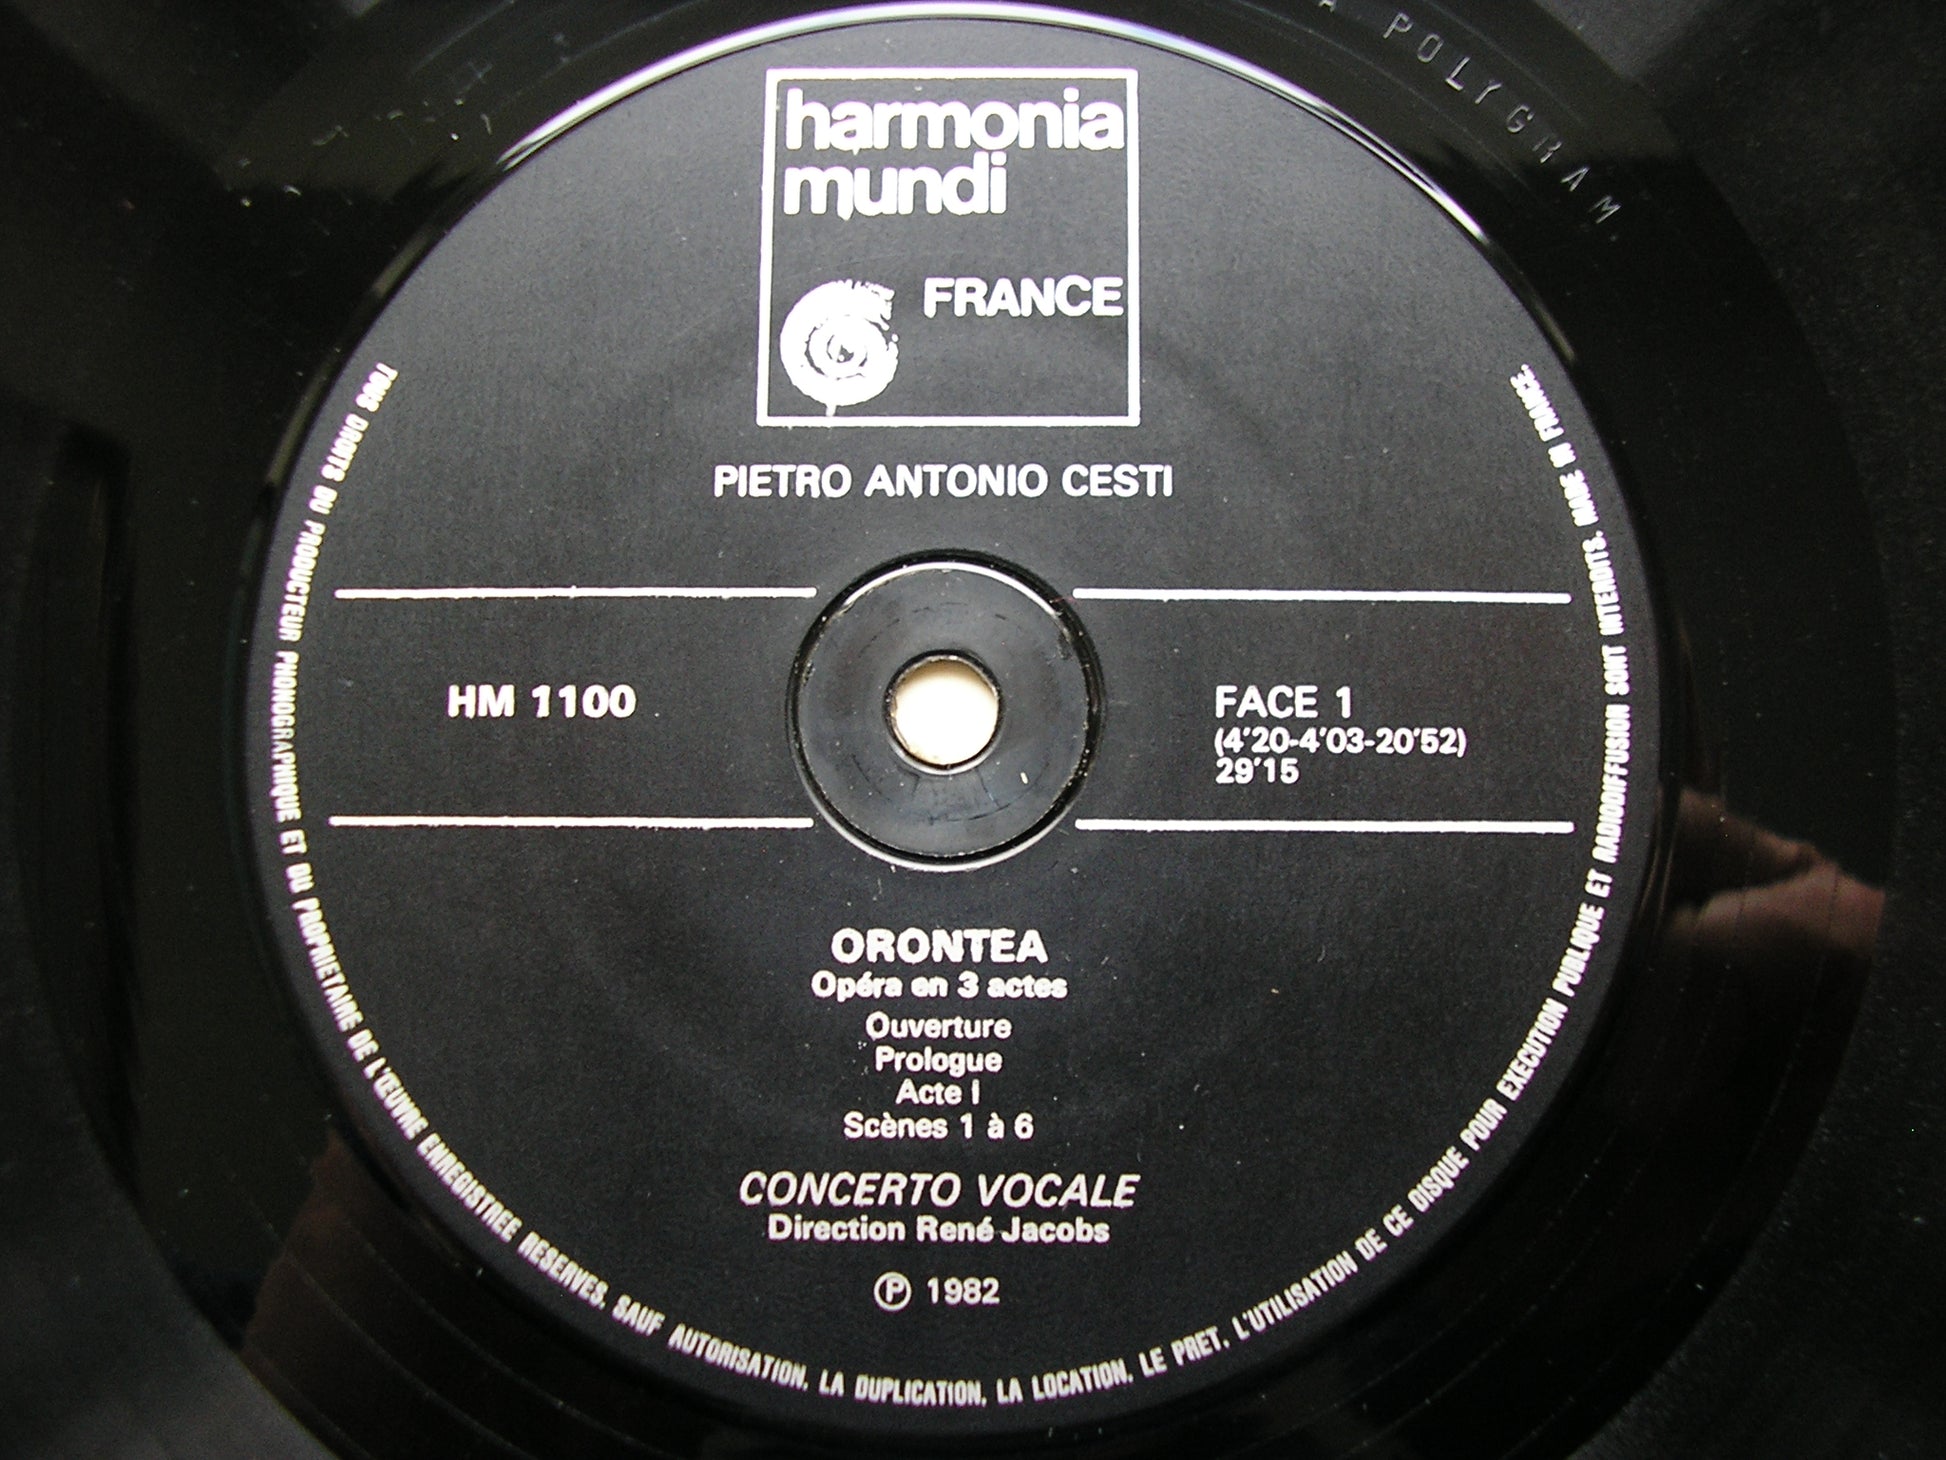 A POLYGRAM
harmonia
mundi
FRANCE
PIETRO ANTONIO CESTI
HM 1100
FACE 1
(4'20-4'03-20'52)
29'15
ORONTEA
Opéra en 3 actes
Ouverture
Prologue
Acte I
Scènes 1 à 6
CONCERTO VOCALE
Direction René Jacobs
Ⓟ 1982
TOUS DROITS DU PRODUCTEUR PHONOGRAPHIQUE ET DU PROPRIETAIRE DE L'ŒUVRE ENREGISTREE RESERVES. SAUF AUTORISATION, LA DUPLICATION, LA LOCATION, LE PRET, L'UTILISATION DE CE DISQUE POUR EXECUTION PUBLIQUE ET RADIODIFFUSION SONT INTERDITS. MADE IN FRANCE.